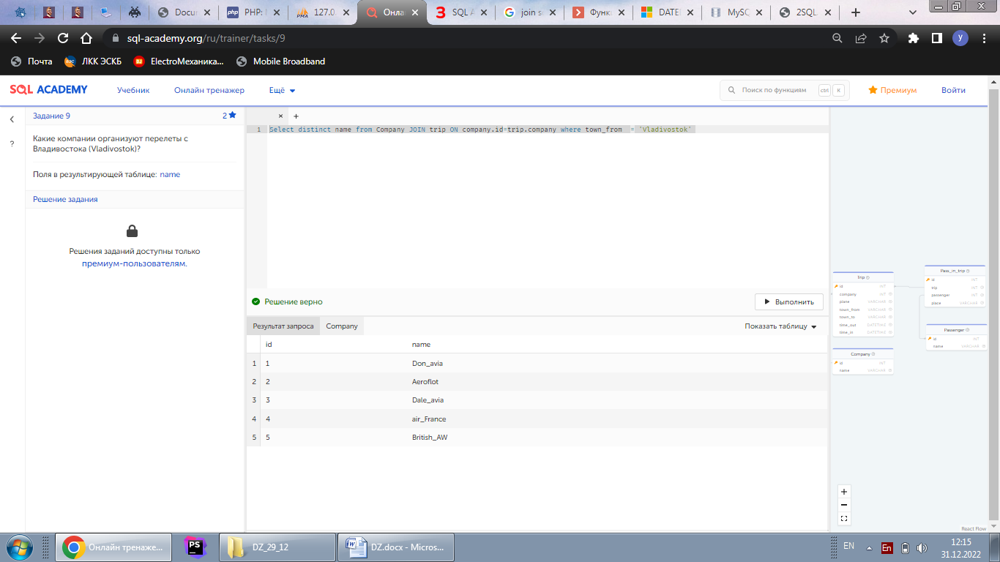 Docum
PHP: I
127.0.
Онлай
SQL A
join se
Функ
DATEI
MySQ
2SQL
sql-academy.org/ru/trainer/tasks/9
y
Почта
ЛКК ЭСКБ
ElectroМеханика...
Mobile Broadband
SQL ACADEMY
Учебник
Онлайн тренажер
Ещё
Поиск по функциям
ctrl
K
Премиум
Войти
Задание 9
2
?
Какие компании организуют перелеты с
Владивостока (Vladivostok)?
Поля в результирующей таблице: name
Решение задания
Решения заданий доступны только
премиум-пользователям.
1 Select distinct name from Company JOIN trip ON company.id=trip.company where town_from = 'Vladivostok'
Решение верно
Выполнить
Результат запроса
Company
Показать таблицу
id name
1 1 Don_avia
2 2 Aeroflot
3 3 Dale_avia
4 4 air_France
5 5 British_AW
Trip
id INT
company INT
plane VARCHAR
town_from VARCHAR
town_to VARCHAR
time_out DATETIME
time_in DATETIME
Pass_in_trip
id INT
trip INT
passenger INT
place VARCHAR
Passenger
id INT
name VARCHAR
Company
id INT
name VARCHAR
React Flow
Онлайн тренаже...
PS
DZ_29_12
DZ.docx - Micros...
EN
En
12:15
31.12.2022